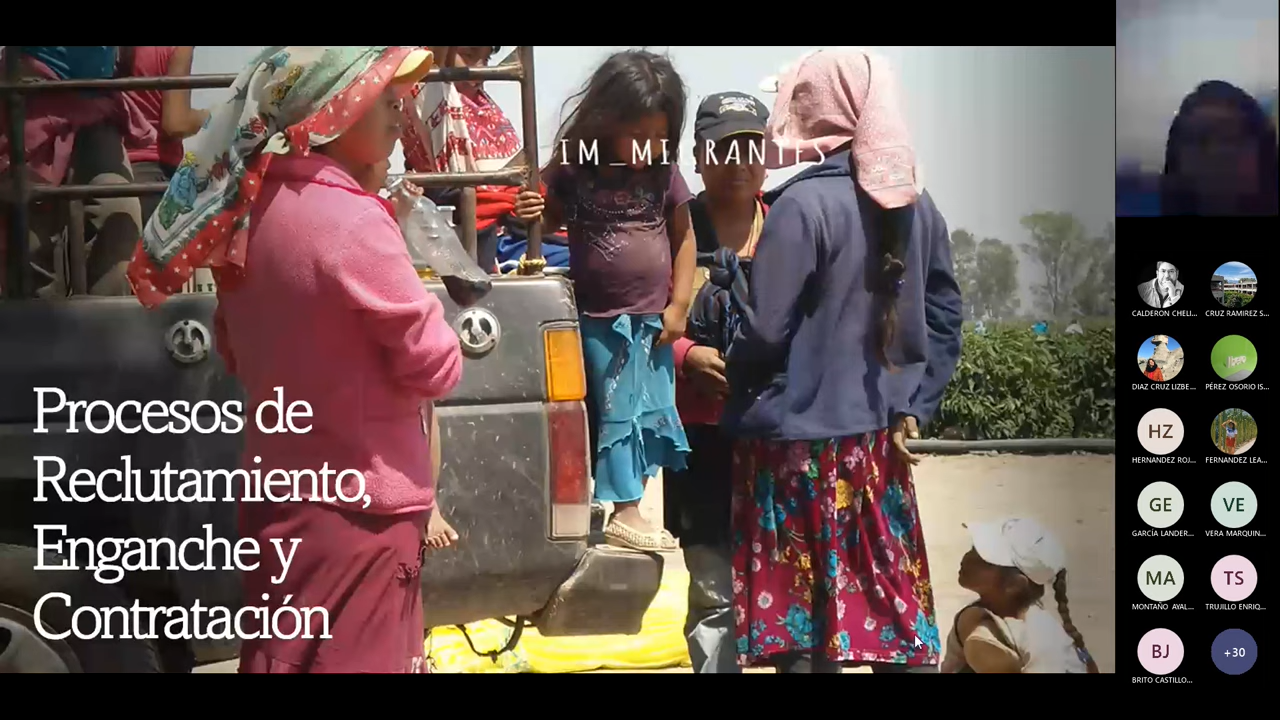 IM_MIGRANTES
Procesos de
Reclutamiento,
Enganche y
Contratación
CALDERON CHELI...
CRUZ RAMIREZ S...
DIAZ CRUZ LIZBE...
PÉREZ OSORIO IS...
HZ
HERNANDEZ ROJ...
FERNANDEZ LEA...
GE
GARCÍA LANDER...
VE
VERA MARQUIN...
MA
MONTAÑO AYAL...
TS
TRUJILLO ENRIQ...
BJ
BRITO CASTILLO...
+30